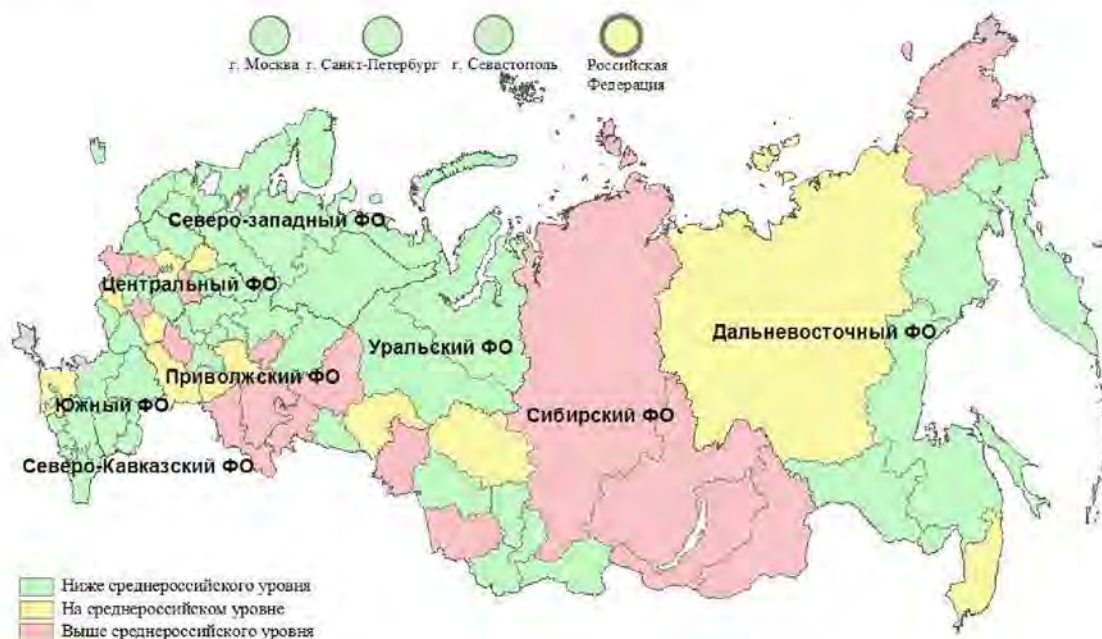 г. Москва г. Санкт-Петербург г. Севастополь Российская
Федерация
Северо-западный ФО
Центральный ФО
Уральский ФО
Дальневосточный ФО
Приволжский ФО
Южный ФО
Сибирский ФО
Северо-Кавказский ФО
Ниже среднероссийского уровня
На среднероссийском уровне
Выше среднероссийского уровня